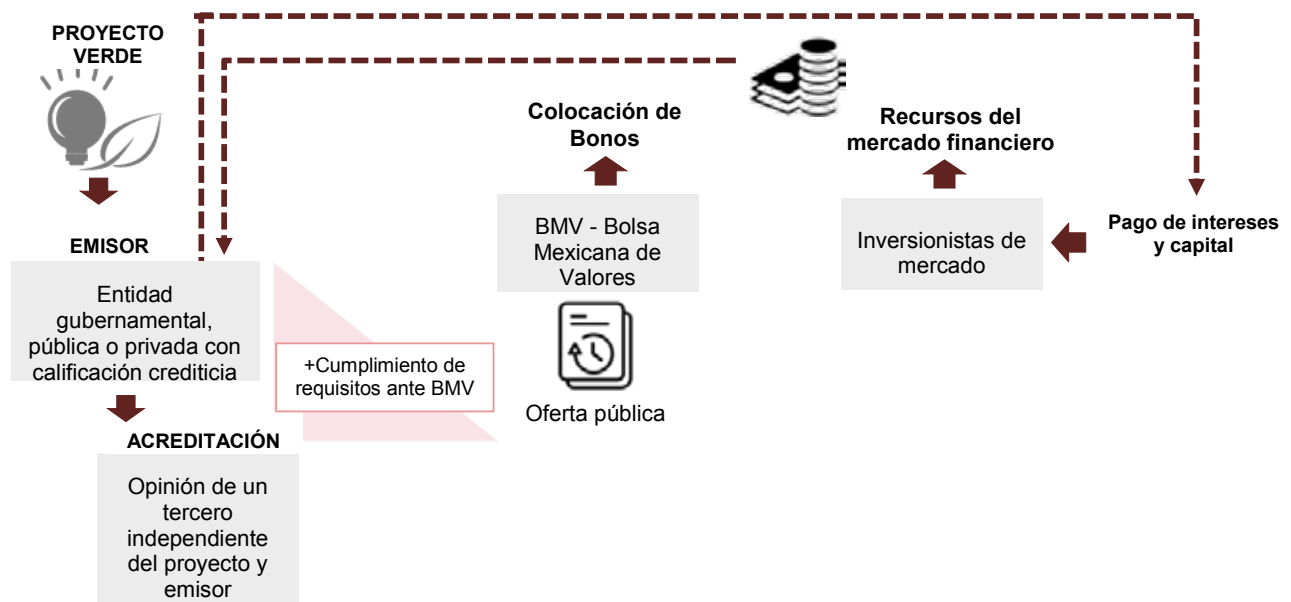 PROYECTO
VERDE
EMISOR
Entidad
gubernamental,
pública o privada con
calificación crediticia
ACREDITACIÓN
Opinión de un
tercero
independiente
del proyecto y
emisor
+Cumplimiento de
requisitos ante BMV
Colocación de
Bonos
BMV - Bolsa
Mexicana de
Valores
Oferta pública
Recursos del
mercado financiero
Inversionistas de
mercado
Pago de intereses
y capital